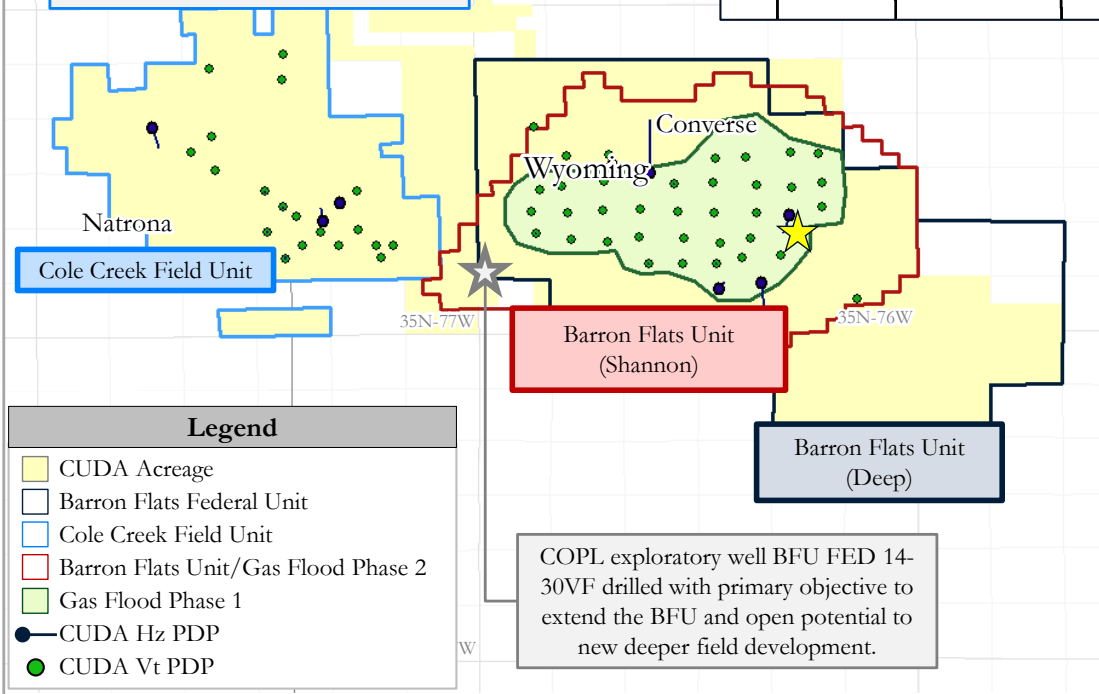 Converse
Wyoming
Natrona
Cole Creek Field Unit
35N-77W
35N-76W
Barron Flats Unit
(Shannon)
Barron Flats Unit
(Deep)
Legend
CUDA Acreage
Barron Flats Federal Unit
Cole Creek Field Unit
Barron Flats Unit/Gas Flood Phase 2
Gas Flood Phase 1
CUDA Hz PDP
CUDA Vt PDP
COPL exploratory well BFU FED 14-
30VF drilled with primary objective to
extend the BFU and open potential to
new deeper field development.
W